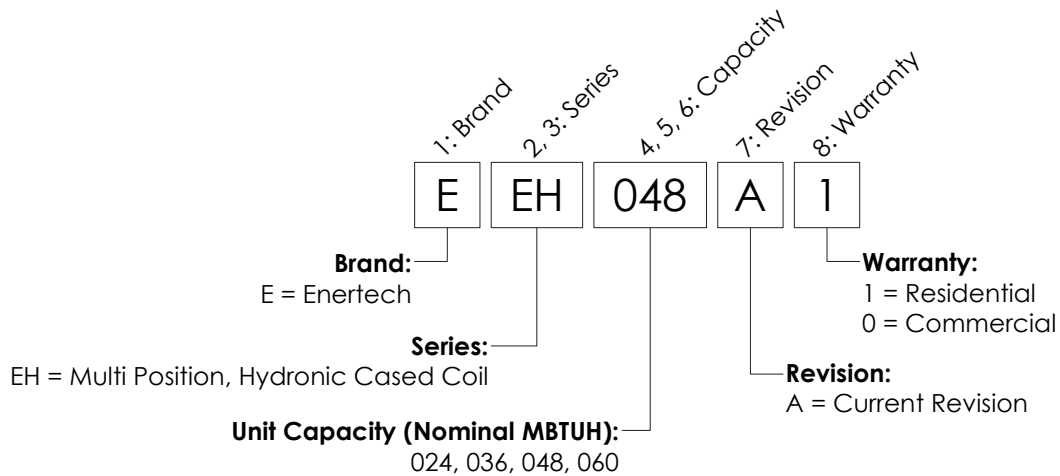 1: Brand
2, 3: Series
4, 5, 6: Capacity
7: Revision
8: Warranty
E EH 048 A 1
Brand:
E = Enertech
Warranty:
1 = Residential
0 = Commercial
Series:
EH = Multi Position, Hydronic Cased Coil
Revision:
A = Current Revision
Unit Capacity (Nominal MBTUH):
024, 036, 048, 060